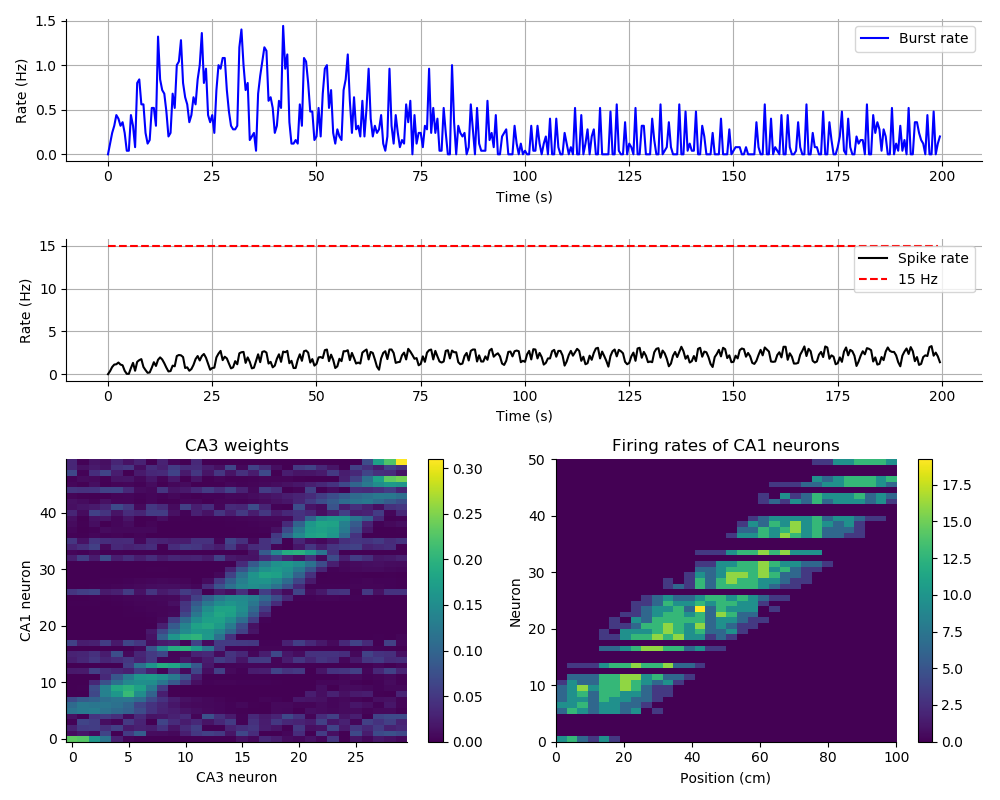 1.5
1.0
0.5
0.0
Rate (Hz)
Burst rate
0 25 50 75 100 125 150 175 200
Time (s)
15
10
5
0
Rate (Hz)
Spike rate
15 Hz
0 25 50 75 100 125 150 175 200
Time (s)
CA3 weights
40
30
20
10
0
CA1 neuron
0 5 10 15 20 25
CA3 neuron
0.30
0.25
0.20
0.15
0.10
0.05
0.00
Firing rates of CA1 neurons
50
40
30
20
10
0
Neuron
0 20 40 60 80 100
Position (cm)
17.5
15.0
12.5
10.0
7.5
5.0
2.5
0.0